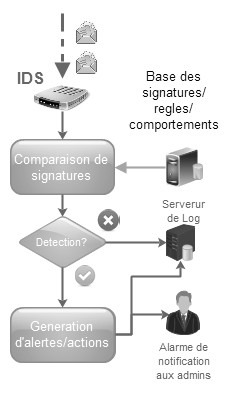 IDS
Base des
signatures/
regles/
comportements
Comparaison de
signatures
Serverur
de Log
Detection?
Generation
d'alertes/actions
Alarme de
notification
aux admins